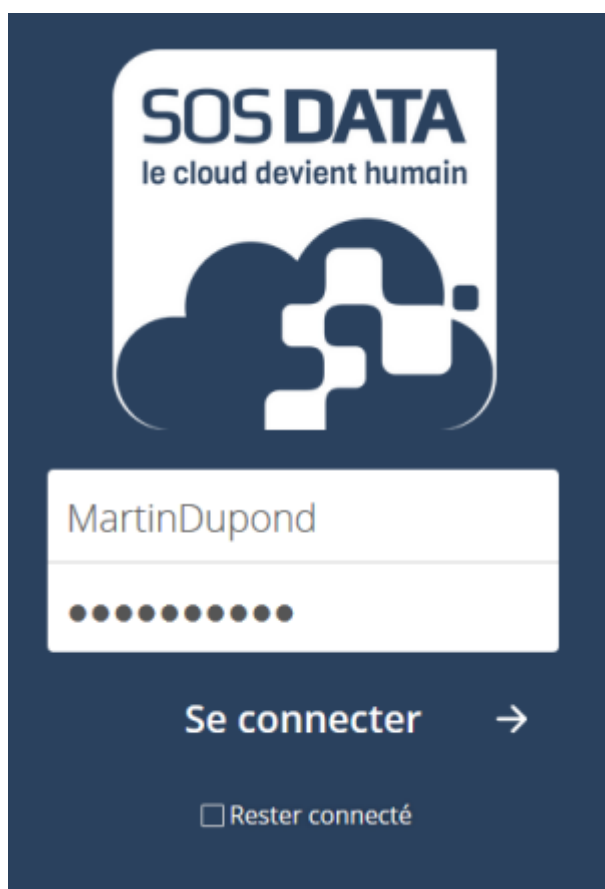 SOS DATA
le cloud devient humain
MartinDupond
●●●●●●●●●●
Se connecter →
Rester connecté